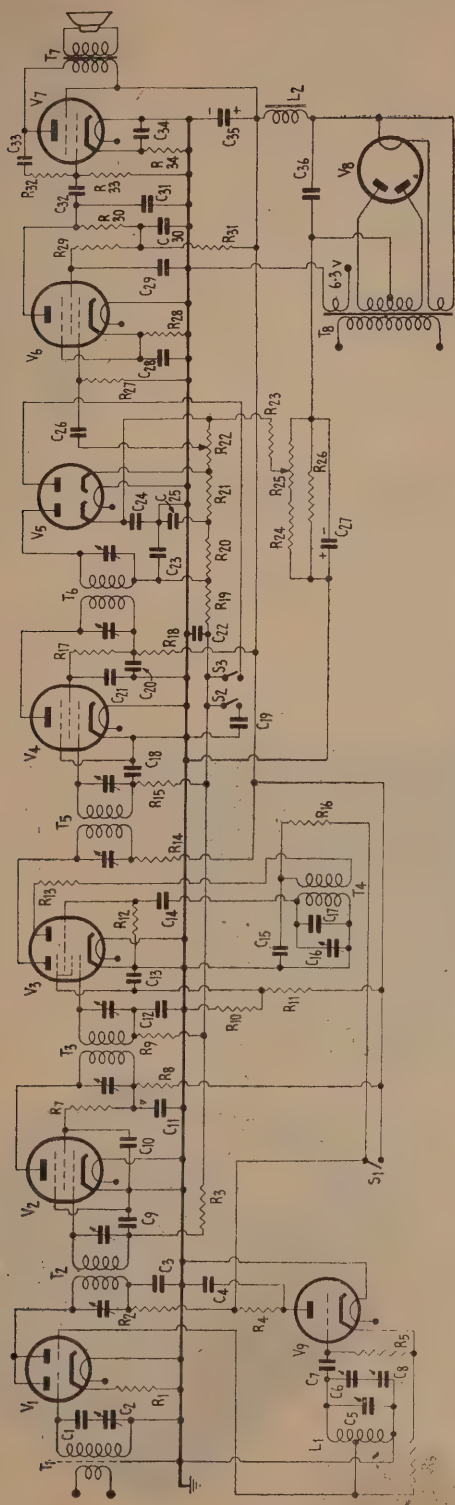 T1
C1
C2
V1
R1
T2
R2
C3
C4
R4
L1
C5
C6
C7
C8
V9
R5
V2
C9
C10
R3
R7
C11
T3
R8
S1
R9
C12
R10
R11
V3
C13
R12
R13
C14
C15
C16
C17
T4
R16
R14
T5
R15
V4
C18
C19
S2
S3
C20
C21
R17
R18
C22
T6
R19
R20
C23
C24
C25
V5
R21
R22
R23
R24
R25
R26
C27
+
-
C26
R27
V6
C28
R28
C29
R29
R30
C30
R31
C31
C32
R32
R33
C33
V7
R34
C34
T7
C35
-
+
L2
C36
V8
6·3 V
T8